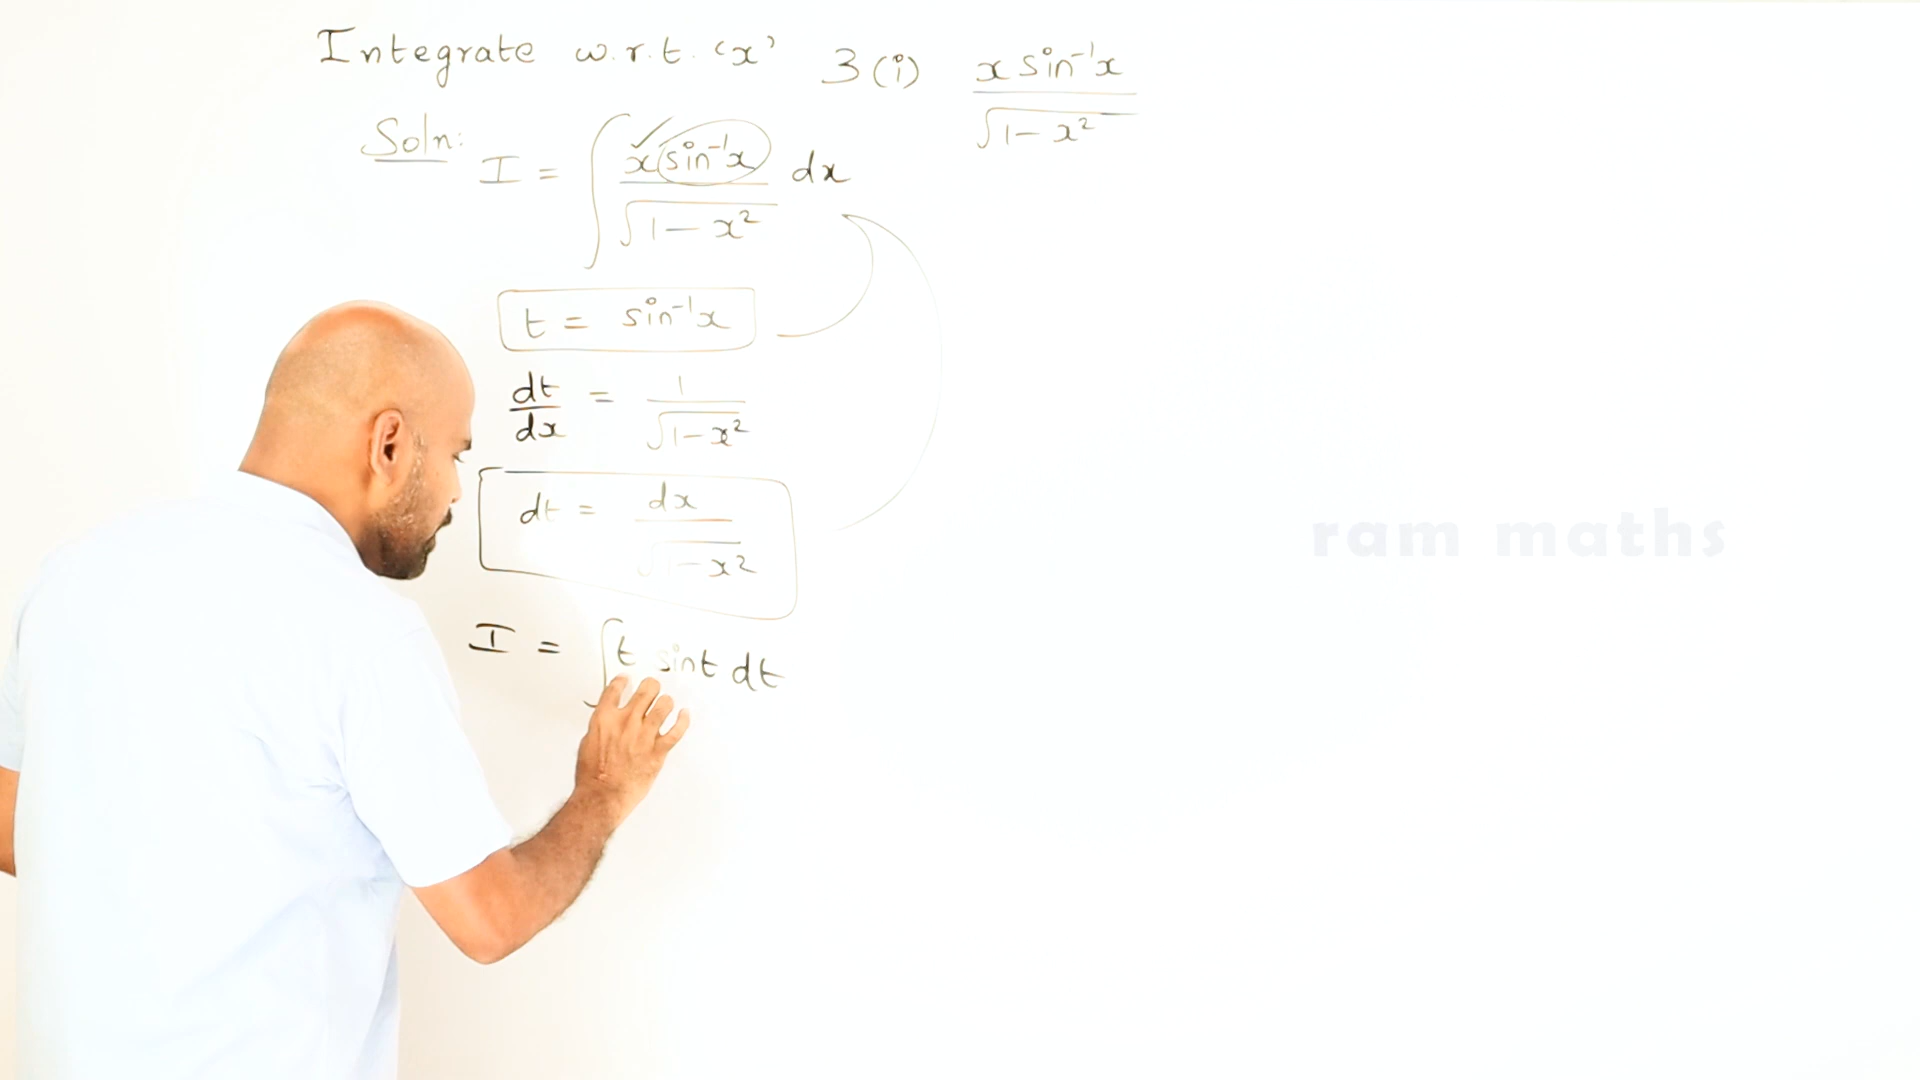 Integrate w.r.t. 'x' 3 (i) x sin⁻¹x / √1 − x²
Soln: I = ∫ x sin⁻¹x / √1 − x² dx
t = sin⁻¹x
dt/dx = 1 / √1 − x²
dt = dx / √1 − x²
I = ∫ t sint dt
ram maths